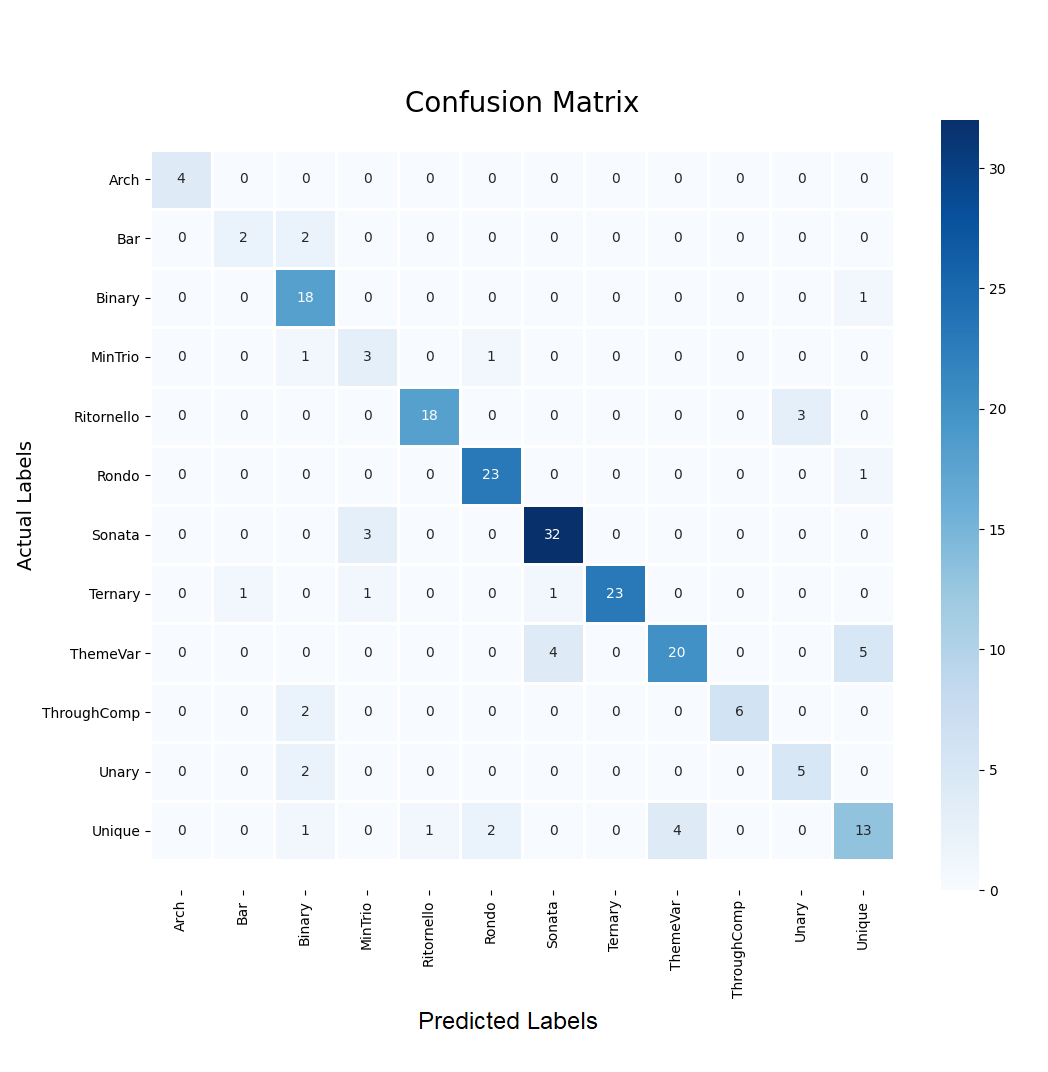 Confusion Matrix
Arch 4 0 0 0 0 0 0 0 0 0 0 0
Bar 0 2 2 0 0 0 0 0 0 0 0 0
Binary 0 0 18 0 0 0 0 0 0 0 0 1
MinTrio 0 0 1 3 0 1 0 0 0 0 0 0
Ritornello 0 0 0 0 18 0 0 0 0 0 3 0
Rondo 0 0 0 0 0 23 0 0 0 0 0 1
Sonata 0 0 0 3 0 0 32 0 0 0 0 0
Ternary 0 1 0 1 0 0 1 23 0 0 0 0
ThemeVar 0 0 0 0 0 0 4 0 20 0 0 5
ThroughComp 0 0 2 0 0 0 0 0 0 6 0 0
Unary 0 0 2 0 0 0 0 0 0 0 5 0
Unique 0 0 1 0 1 2 0 0 4 0 0 13
Actual Labels
Arch Bar Binary MinTrio Ritornello Rondo Sonata Ternary ThemeVar ThroughComp Unary Unique
Predicted Labels
30
25
20
15
10
5
0